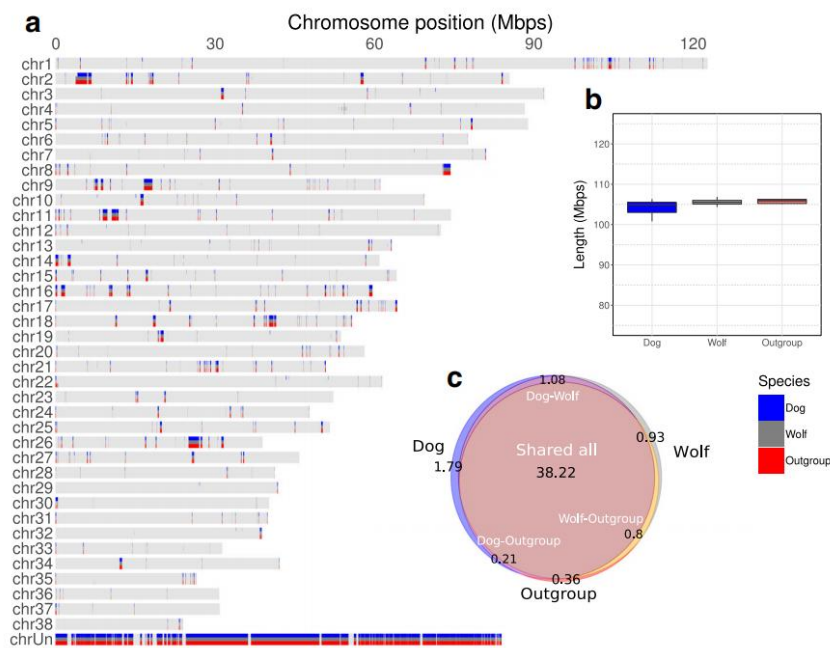 a
Chromosome position (Mbps)
0 30 60 90 120
chr1
chr2
chr3
chr4
chr5
chr6
chr7
chr8
chr9
chr10
chr11
chr12
chr13
chr14
chr15
chr16
chr17
chr18
chr19
chr20
chr21
chr22
chr23
chr24
chr25
chr26
chr27
chr28
chr29
chr30
chr31
chr32
chr33
chr34
chr35
chr36
chr37
chr38
chrUn
b
Length (Mbps)
120
110
100
90
80
Dog Wolf Outgroup
c
1.08
Dog-Wolf
Dog
1.79
Shared all
38.22
0.93
Wolf
Wolf-Outgroup
0.8
Dog-Outgroup
0.21
0.36
Outgroup
Species
Dog
Wolf
Outgroup